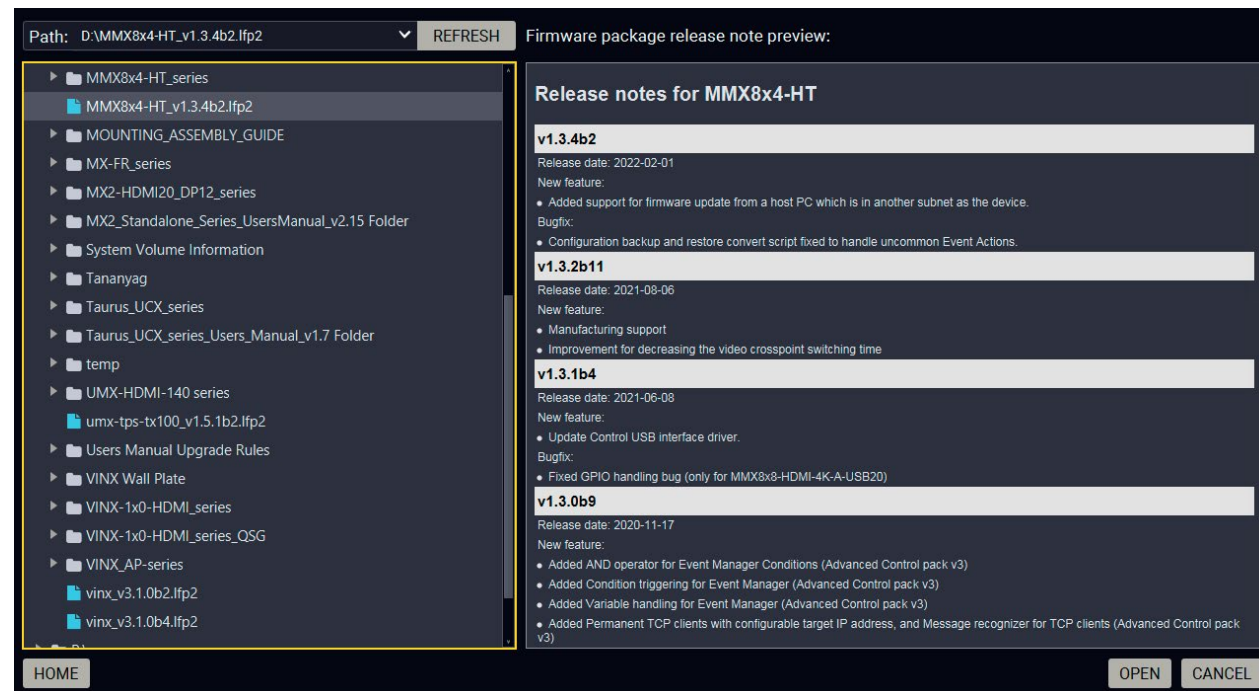 Path: D:\MMX8x4-HT_v1.3.4b2.lfp2
REFRESH
MMX8x4-HT_series
MMX8x4-HT_v1.3.4b2.lfp2
MOUNTING_ASSEMBLY_GUIDE
MX-FR_series
MX2-HDMI20_DP12_series
MX2_Standalone_Series_UsersManual_v2.15 Folder
System Volume Information
Tananyag
Taurus_UCX_series
Taurus_UCX_series_Users_Manual_v1.7 Folder
temp
UMX-HDMI-140 series
umx-tps-tx100_v1.5.1b2.lfp2
Users Manual Upgrade Rules
VINX Wall Plate
VINX-1x0-HDMI_series
VINX-1x0-HDMI_series_QSG
VINX_AP-series
vinx_v3.1.0b2.lfp2
vinx_v3.1.0b4.lfp2
HOME
Firmware package release note preview:
Release notes for MMX8x4-HT
v1.3.4b2
Release date: 2022-02-01
New feature:
• Added support for firmware update from a host PC which is in another subnet as the device.
Bugfix:
• Configuration backup and restore convert script fixed to handle uncommon Event Actions.
v1.3.2b11
Release date: 2021-08-06
New feature:
• Manufacturing support
• Improvement for decreasing the video crosspoint switching time
v1.3.1b4
Release date: 2021-06-08
New feature:
• Update Control USB interface driver.
Bugfix:
• Fixed GPIO handling bug (only for MMX8x8-HDMI-4K-A-USB20)
v1.3.0b9
Release date: 2020-11-17
New feature:
• Added AND operator for Event Manager Conditions (Advanced Control pack v3)
• Added Condition triggering for Event Manager (Advanced Control pack v3)
• Added Variable handling for Event Manager (Advanced Control pack v3)
• Added Permanent TCP clients with configurable target IP address, and Message recognizer for TCP clients (Advanced Control pack
v3)
OPEN
CANCEL